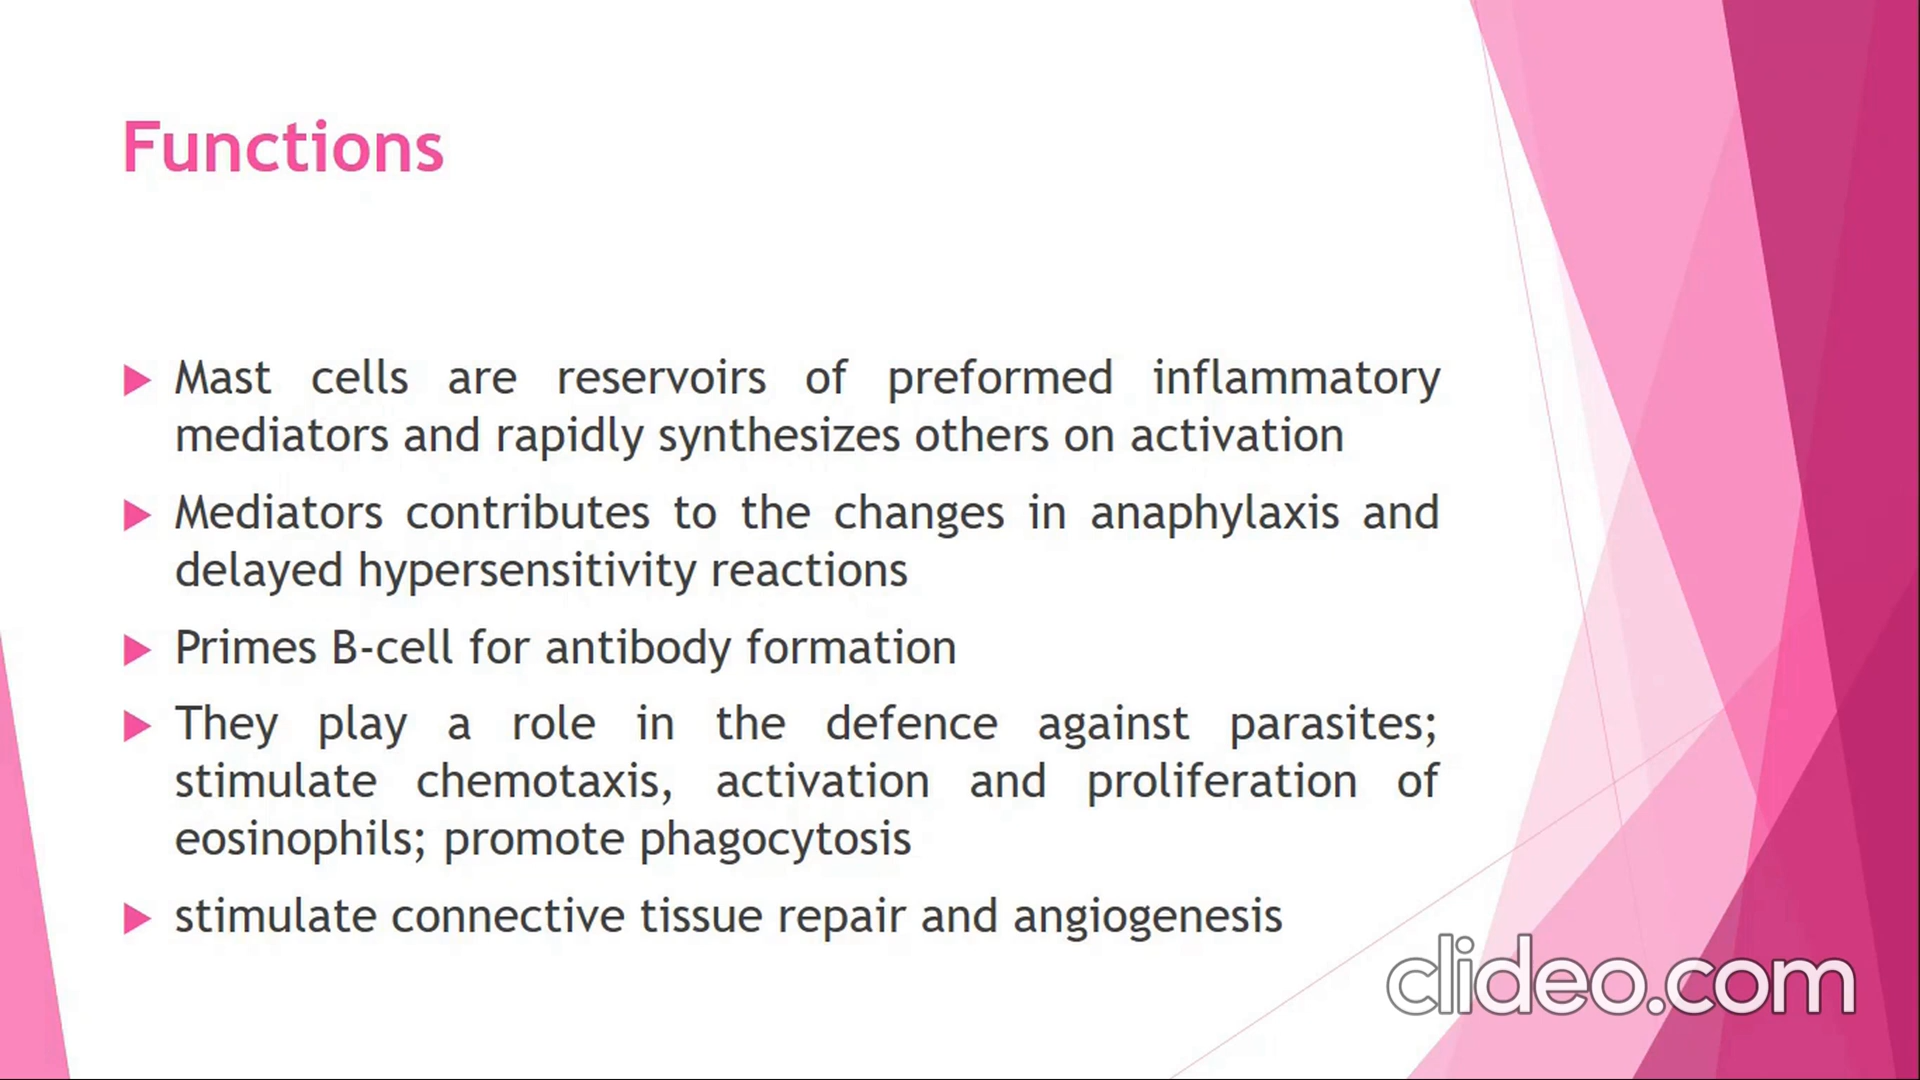 Functions
Mast cells are reservoirs of preformed inflammatory
mediators and rapidly synthesizes others on activation
Mediators contributes to the changes in anaphylaxis and
delayed hypersensitivity reactions
Primes B-cell for antibody formation
They play a role in the defence against parasites;
stimulate chemotaxis, activation and proliferation of
eosinophils; promote phagocytosis
stimulate connective tissue repair and angiogenesis
clideo.com